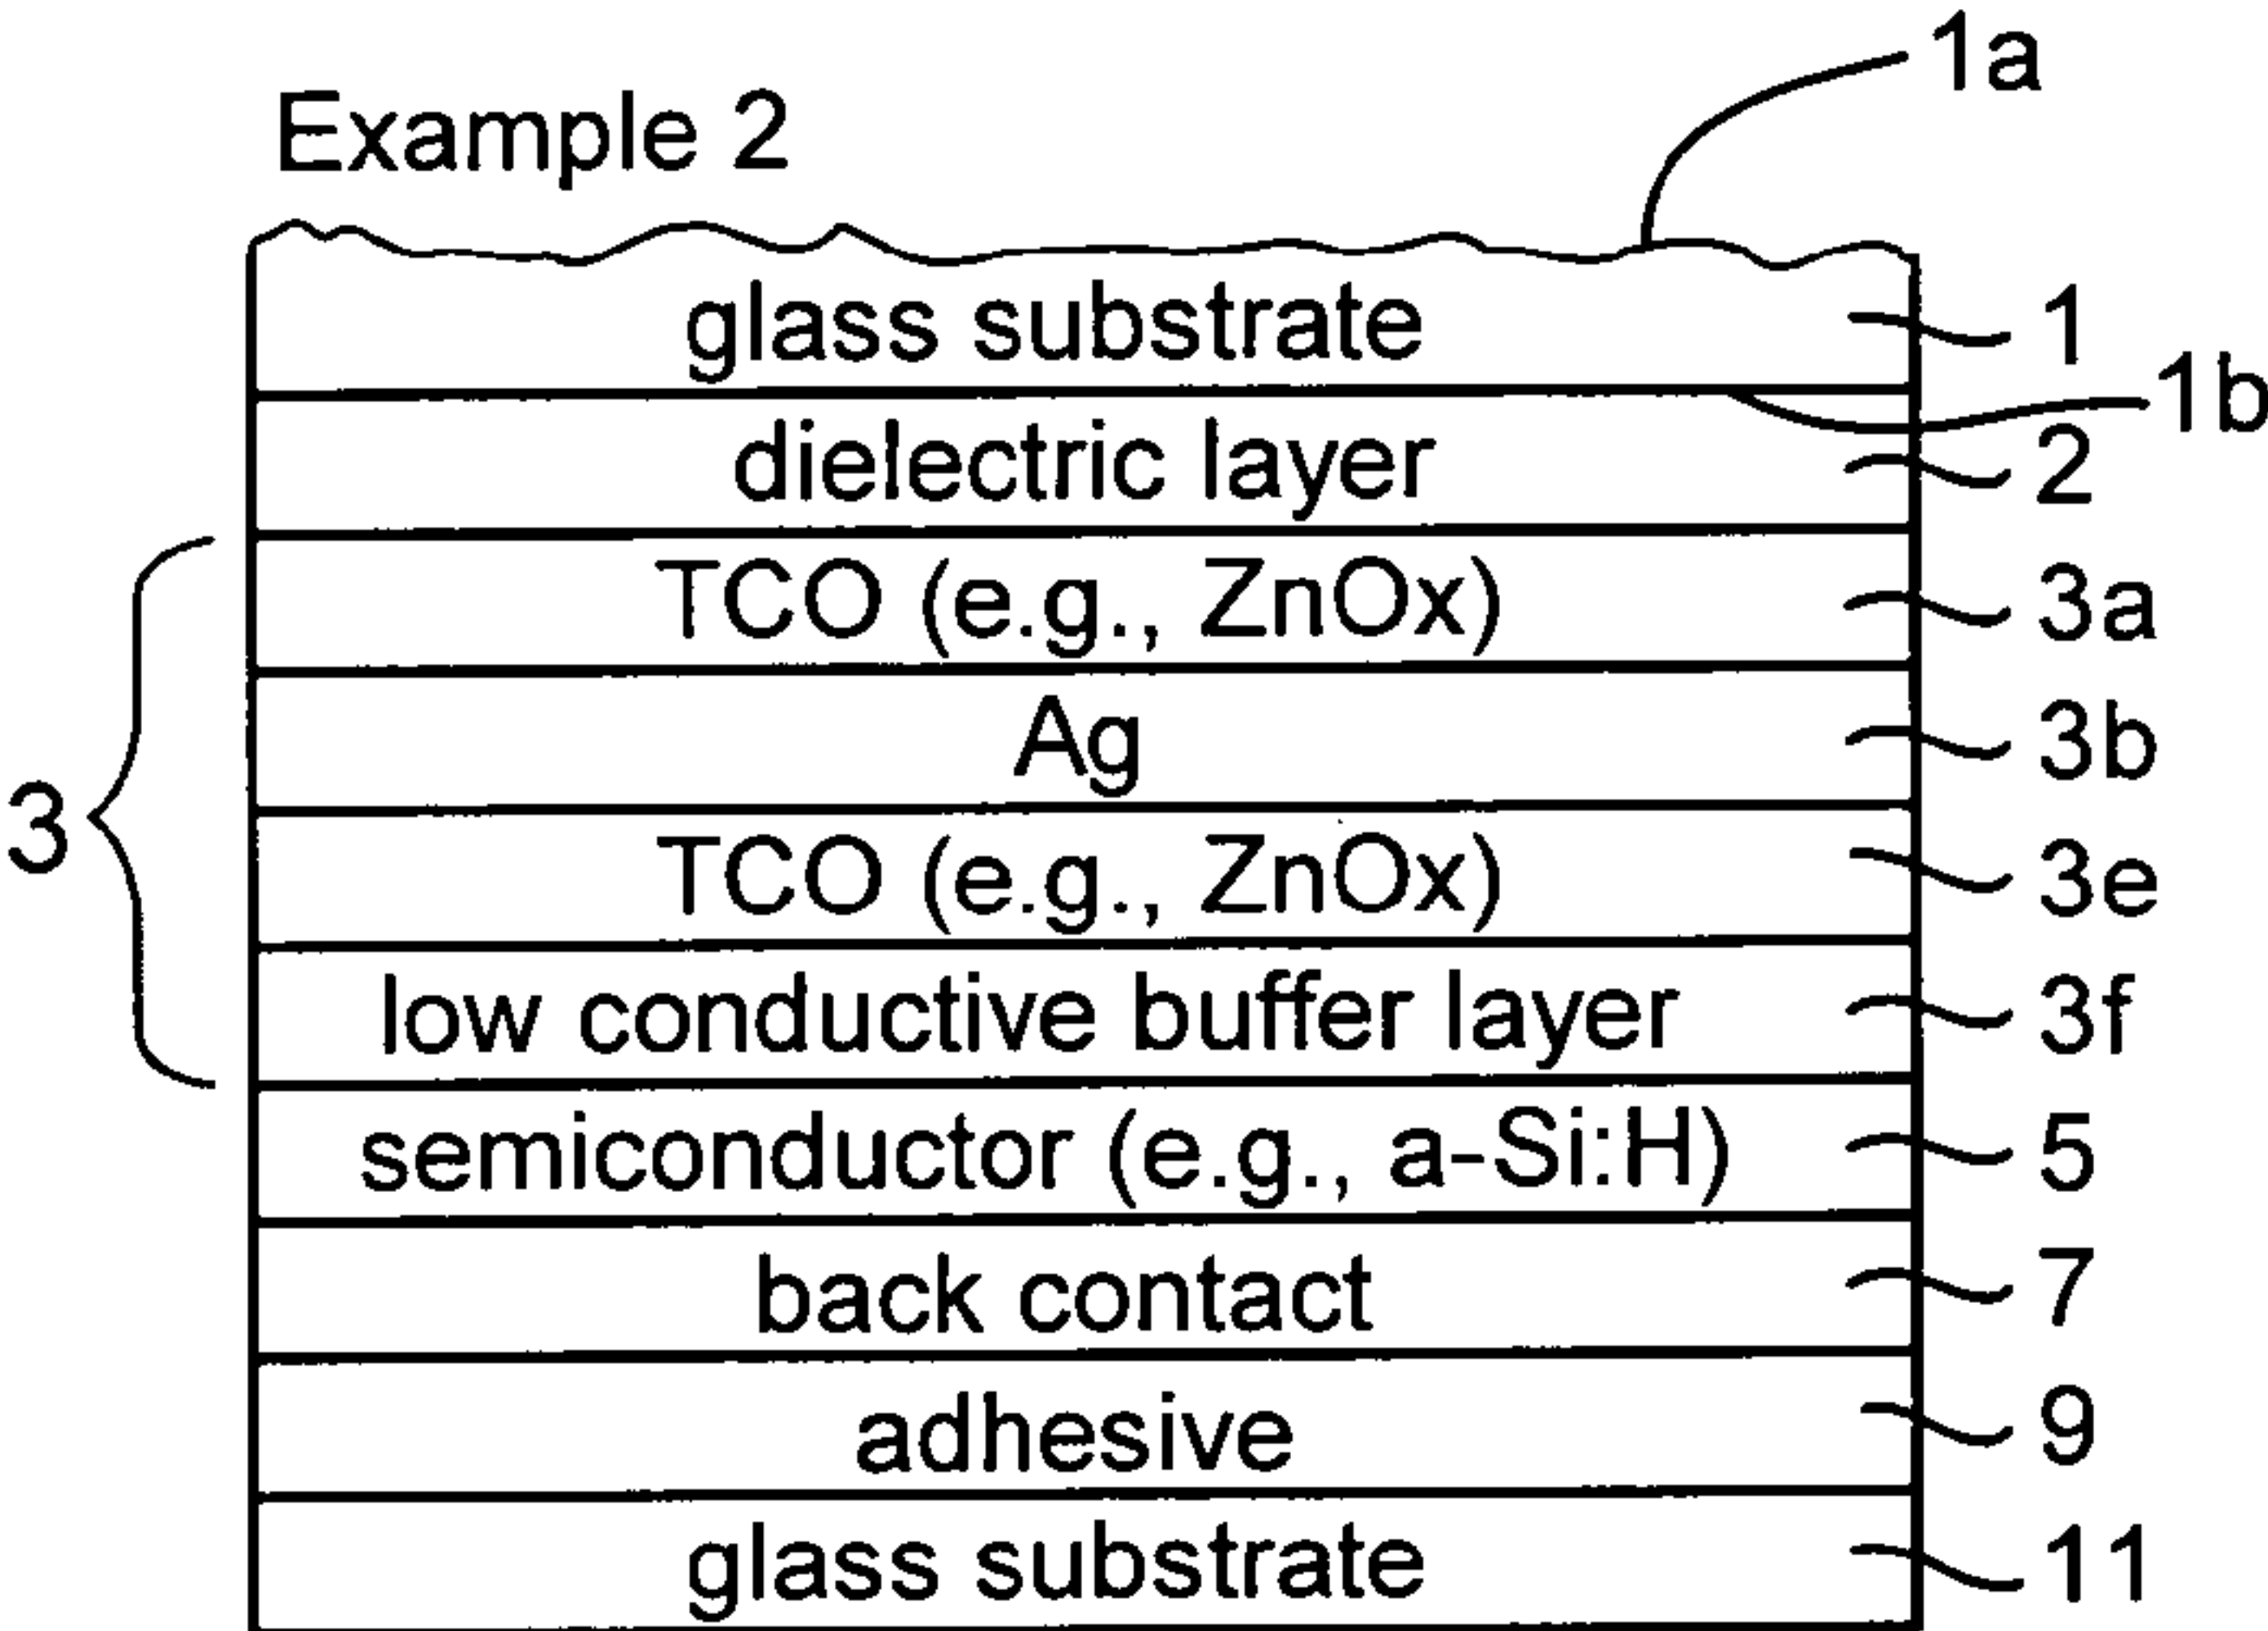 1a
Example 2
glass substrate 1
1b
dielectric layer 2
TCO (e.g., ZnOx) 3a
Ag 3b
3
TCO (e.g., ZnOx) 3e
low conductive buffer layer 3f
semiconductor (e.g., a-Si:H) 5
back contact 7
adhesive 9
glass substrate 11